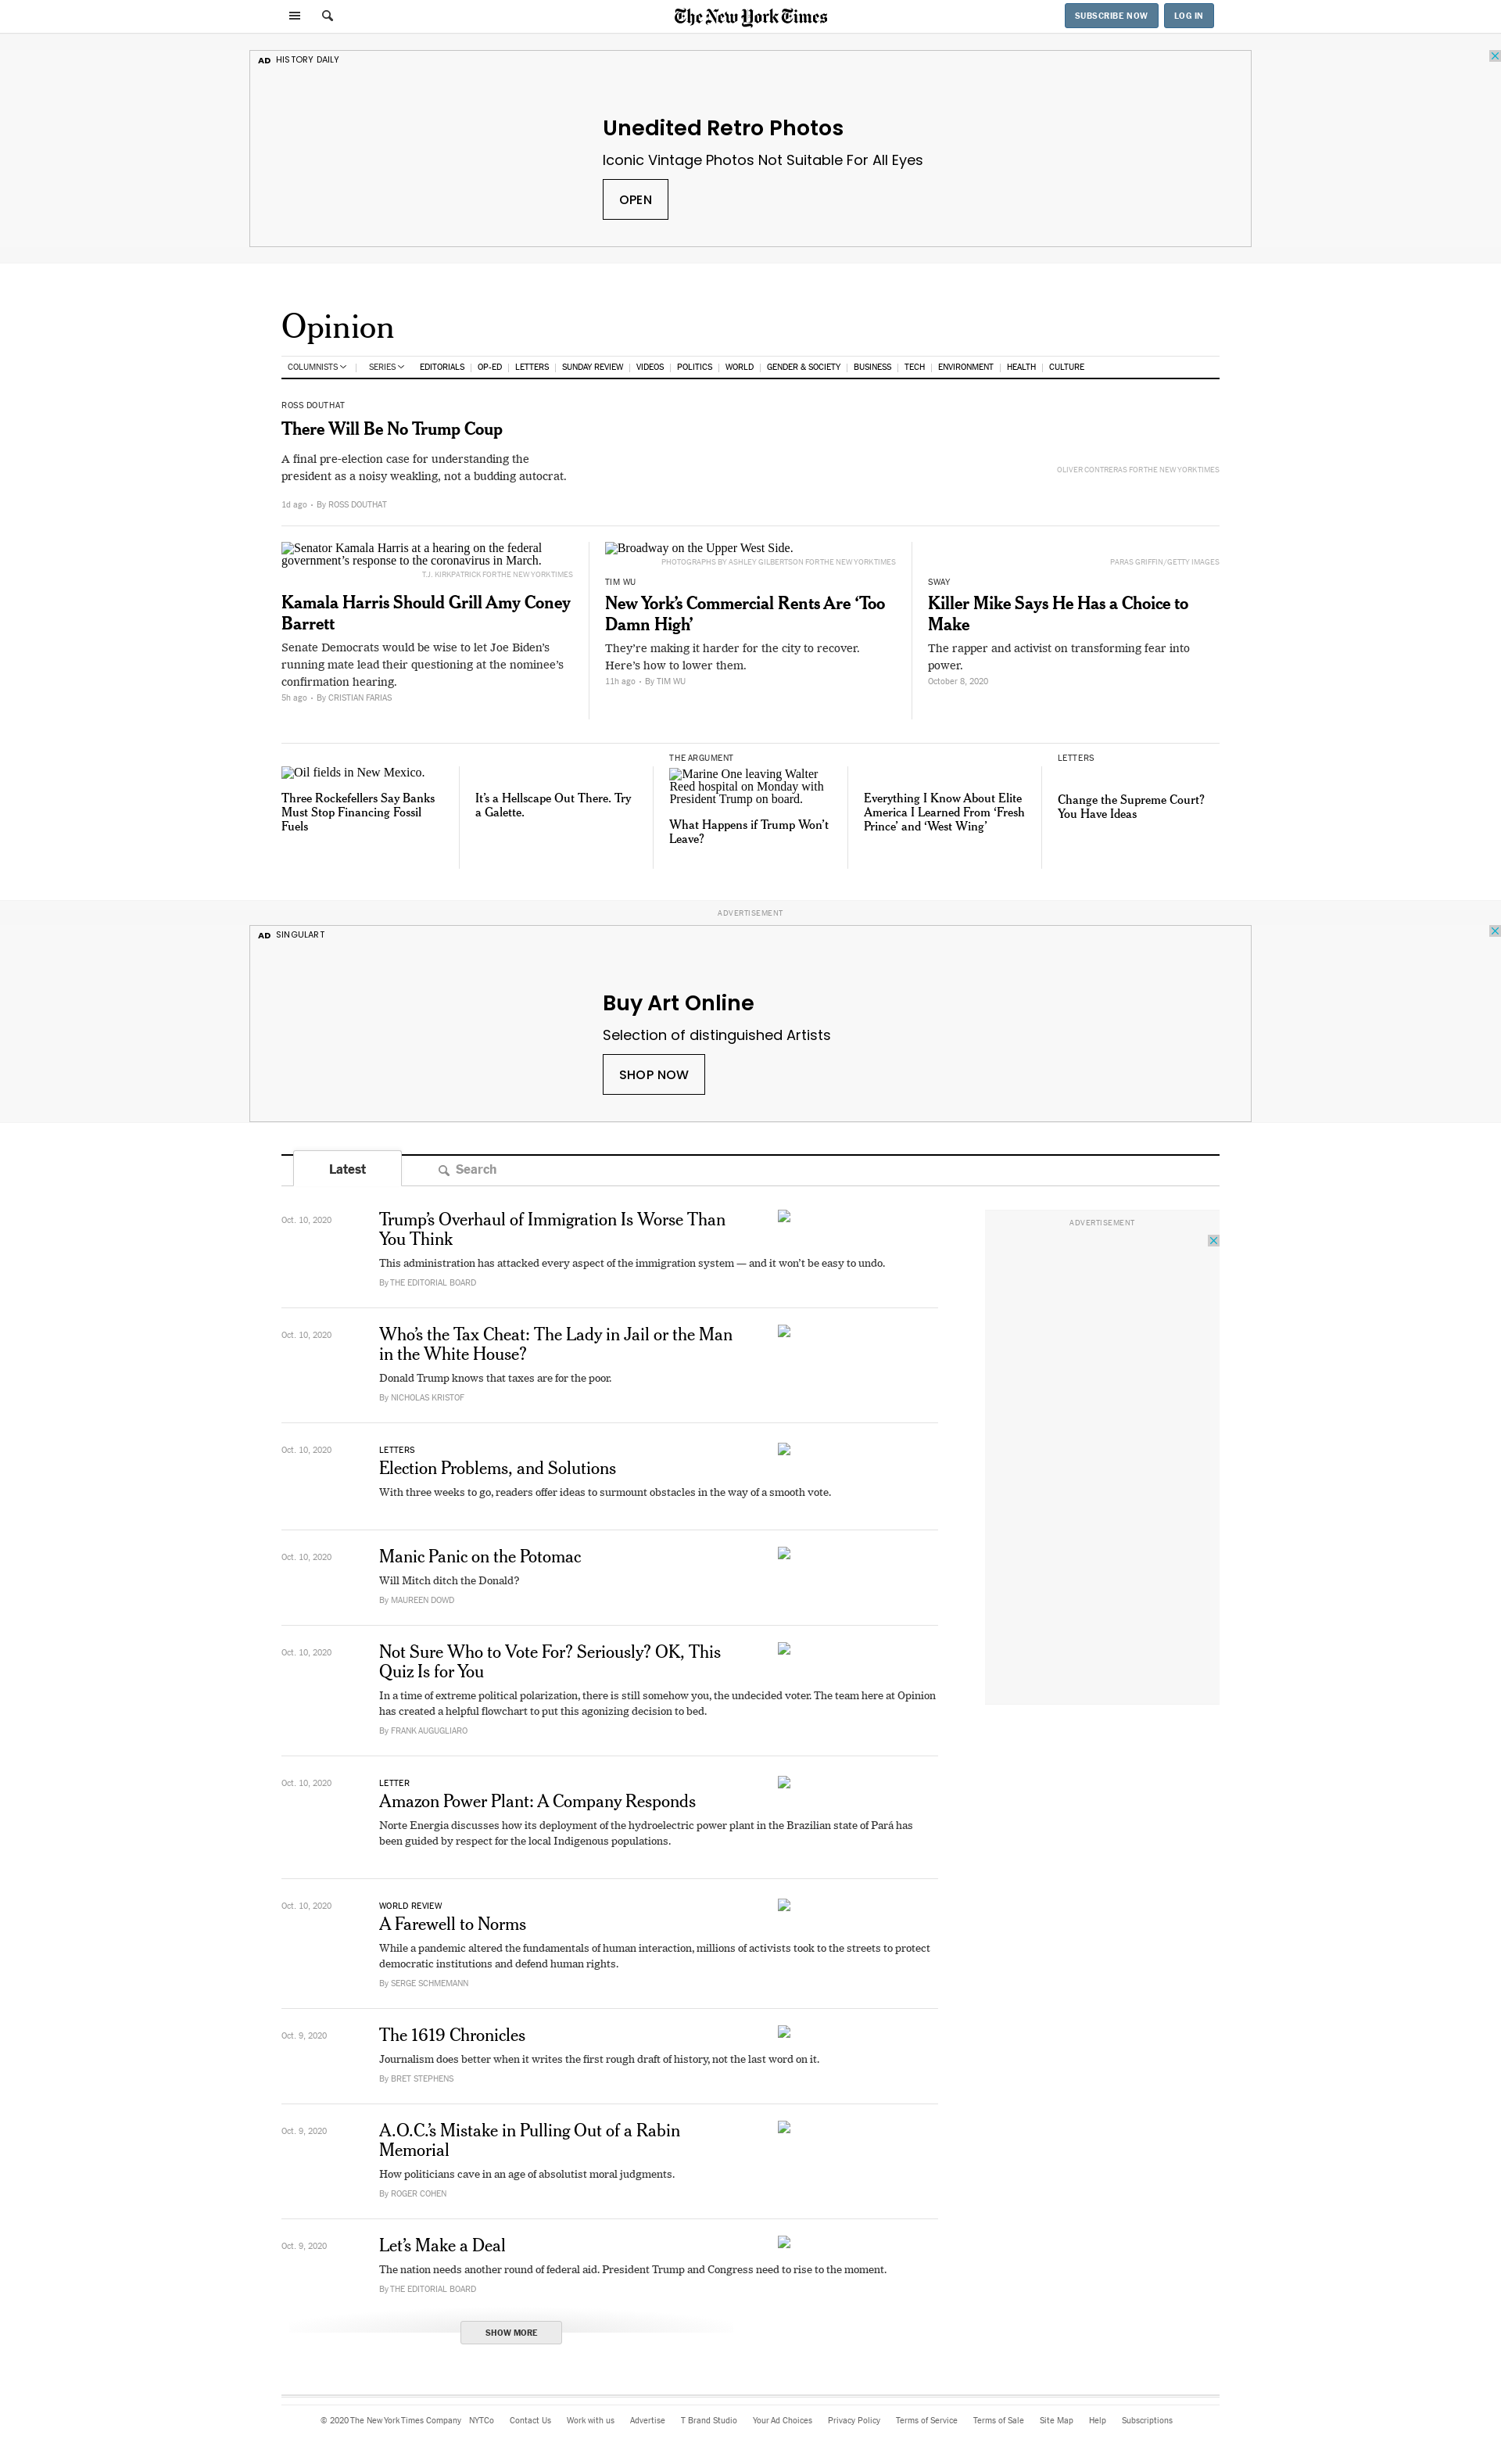 The New York Times
SUBSCRIBE NOW
LOG IN
AD HISTORY DAILY
Unedited Retro Photos
Iconic Vintage Photos Not Suitable For All Eyes
OPEN
Opinion
COLUMNISTS | SERIES EDITORIALS | OP-ED | LETTERS | SUNDAY REVIEW | VIDEOS | POLITICS | WORLD | GENDER & SOCIETY | BUSINESS | TECH | ENVIRONMENT | HEALTH | CULTURE
ROSS DOUTHAT
There Will Be No Trump Coup
A final pre-election case for understanding the
president as a noisy weakling, not a budding autocrat.
1d ago • By ROSS DOUTHAT
OLIVER CONTRERAS FOR THE NEW YORK TIMES
Senator Kamala Harris at a hearing on the federal
government’s response to the coronavirus in March.
T.J. KIRKPATRICK FOR THE NEW YORK TIMES
Kamala Harris Should Grill Amy Coney
Barrett
Senate Democrats would be wise to let Joe Biden’s
running mate lead their questioning at the nominee’s
confirmation hearing.
5h ago • By CRISTIAN FARIAS
Broadway on the Upper West Side.
PHOTOGRAPHS BY ASHLEY GILBERTSON FOR THE NEW YORK TIMES
TIM WU
New York’s Commercial Rents Are ‘Too
Damn High’
They’re making it harder for the city to recover.
Here’s how to lower them.
11h ago • By TIM WU
PARAS GRIFFIN/GETTY IMAGES
SWAY
Killer Mike Says He Has a Choice to
Make
The rapper and activist on transforming fear into
power.
October 8, 2020
Oil fields in New Mexico.
Three Rockefellers Say Banks
Must Stop Financing Fossil
Fuels
It’s a Hellscape Out There. Try
a Galette.
THE ARGUMENT
Marine One leaving Walter
Reed hospital on Monday with
President Trump on board.
What Happens if Trump Won’t
Leave?
Everything I Know About Elite
America I Learned From ‘Fresh
Prince’ and ‘West Wing’
LETTERS
Change the Supreme Court?
You Have Ideas
ADVERTISEMENT
AD SINGULART
Buy Art Online
Selection of distinguished Artists
SHOP NOW
Latest
Search
ADVERTISEMENT
Oct. 10, 2020
Trump’s Overhaul of Immigration Is Worse Than
You Think
This administration has attacked every aspect of the immigration system — and it won’t be easy to undo.
By THE EDITORIAL BOARD
Oct. 10, 2020
Who’s the Tax Cheat: The Lady in Jail or the Man
in the White House?
Donald Trump knows that taxes are for the poor.
By NICHOLAS KRISTOF
Oct. 10, 2020
LETTERS
Election Problems, and Solutions
With three weeks to go, readers offer ideas to surmount obstacles in the way of a smooth vote.
Oct. 10, 2020
Manic Panic on the Potomac
Will Mitch ditch the Donald?
By MAUREEN DOWD
Oct. 10, 2020
Not Sure Who to Vote For? Seriously? OK, This
Quiz Is for You
In a time of extreme political polarization, there is still somehow you, the undecided voter. The team here at Opinion
has created a helpful flowchart to put this agonizing decision to bed.
By FRANK AUGUGLIARO
Oct. 10, 2020
LETTER
Amazon Power Plant: A Company Responds
Norte Energia discusses how its deployment of the hydroelectric power plant in the Brazilian state of Pará has
been guided by respect for the local Indigenous populations.
Oct. 10, 2020
WORLD REVIEW
A Farewell to Norms
While a pandemic altered the fundamentals of human interaction, millions of activists took to the streets to protect
democratic institutions and defend human rights.
By SERGE SCHMEMANN
Oct. 9, 2020
The 1619 Chronicles
Journalism does better when it writes the first rough draft of history, not the last word on it.
By BRET STEPHENS
Oct. 9, 2020
A.O.C.’s Mistake in Pulling Out of a Rabin
Memorial
How politicians cave in an age of absolutist moral judgments.
By ROGER COHEN
Oct. 9, 2020
Let’s Make a Deal
The nation needs another round of federal aid. President Trump and Congress need to rise to the moment.
By THE EDITORIAL BOARD
SHOW MORE
© 2020 The New York Times Company NYTCo Contact Us Work with us Advertise T Brand Studio Your Ad Choices Privacy Policy Terms of Service Terms of Sale Site Map Help Subscriptions